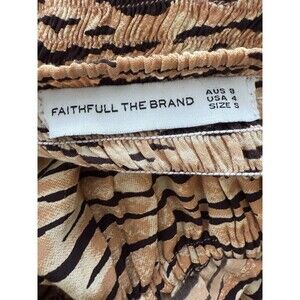 FAITHFULL THE BRAND
AUS 8
USA 4
SIZE S